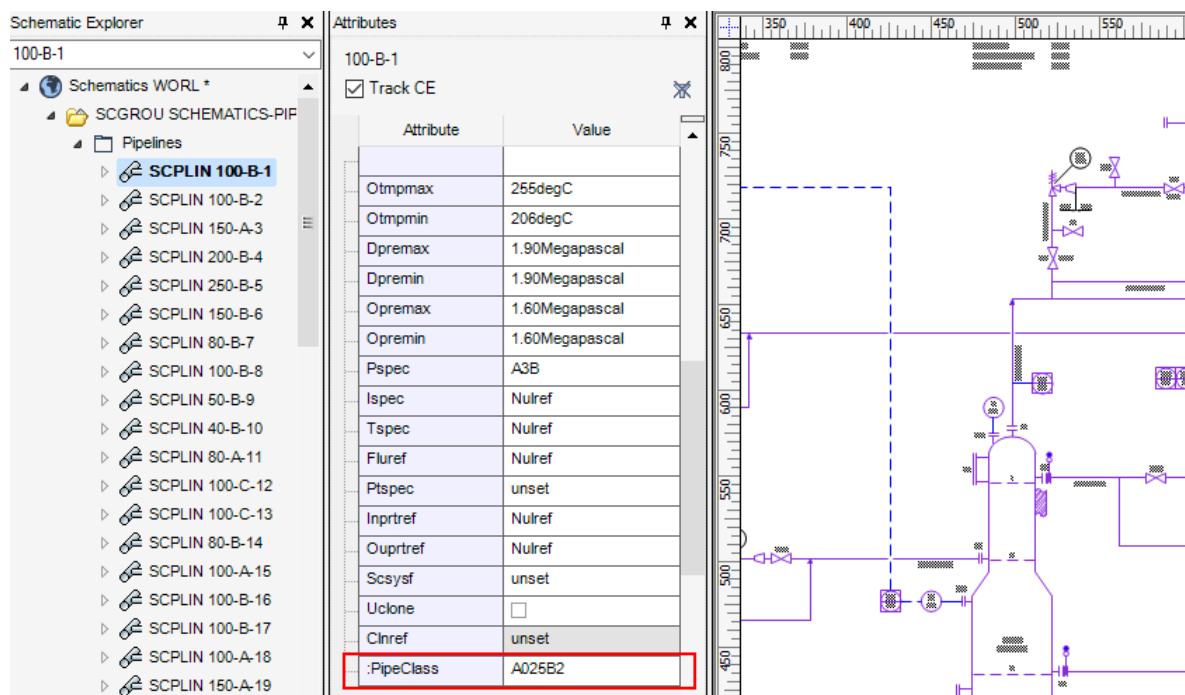 Schematic Explorer
100-B-1
Schematics WORL *
SCGROU SCHEMATICS-PIF
Pipelines
SCPLIN 100-B-1
SCPLIN 100-B-2
SCPLIN 150-A-3
SCPLIN 200-B-4
SCPLIN 250-B-5
SCPLIN 150-B-6
SCPLIN 80-B-7
SCPLIN 100-B-8
SCPLIN 50-B-9
SCPLIN 40-B-10
SCPLIN 80-A-11
SCPLIN 100-C-12
SCPLIN 100-C-13
SCPLIN 80-B-14
SCPLIN 100-A-15
SCPLIN 100-B-16
SCPLIN 100-B-17
SCPLIN 100-A-18
SCPLIN 150-A-19
Attributes
100-B-1
Track CE
Attribute Value
Otmpmax 255degC
Otmpmin 206degC
Dpremax 1.90Megapascal
Dpremin 1.90Megapascal
Opremax 1.60Megapascal
Opremin 1.60Megapascal
Pspec A3B
Ispec Nulref
Tspec Nulref
Fluref Nulref
Ptspec unset
Inprtref Nulref
Ouprtref Nulref
Scsysf unset
Uclone
Clnref unset
:PipeClass A025B2
350 400 450 500 550
800
750
700
650
600
550
500
450